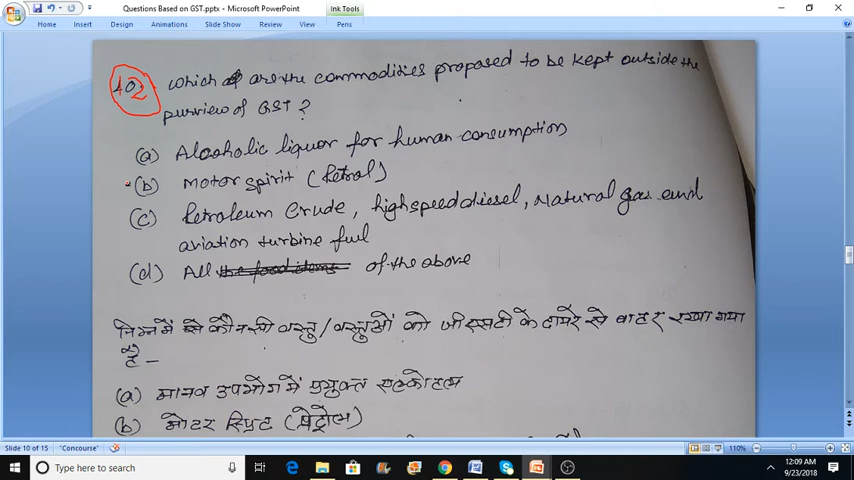 Questions Based on GST.pptx - PowerPoint
Ink Tools
Home
Insert
Design
Animations
Slide Show
Review
View
Pens
102
which are the commodities proposed to be kept outside the
purview of GST?
(a) Alcoholic liquor for human consumption
(b) Motor spirit (Petrol)
(c) Petroleum Crude, high speed diesel, Natural gas and
aviation turbine fuel
(d) All of the above
निम्न में से कौन सी वस्तु/वस्तुओं को जीएसटी के दायरे से बाहर रखा गया
है –
(a) मानव उपभोग में प्रयुक्त एल्कोहल
(b) मोटर स्प्रिट (पेट्रोल)
Slide 10 of 15
"Concourse"
110%
Type here to search
12:09 AM
9/23/2018